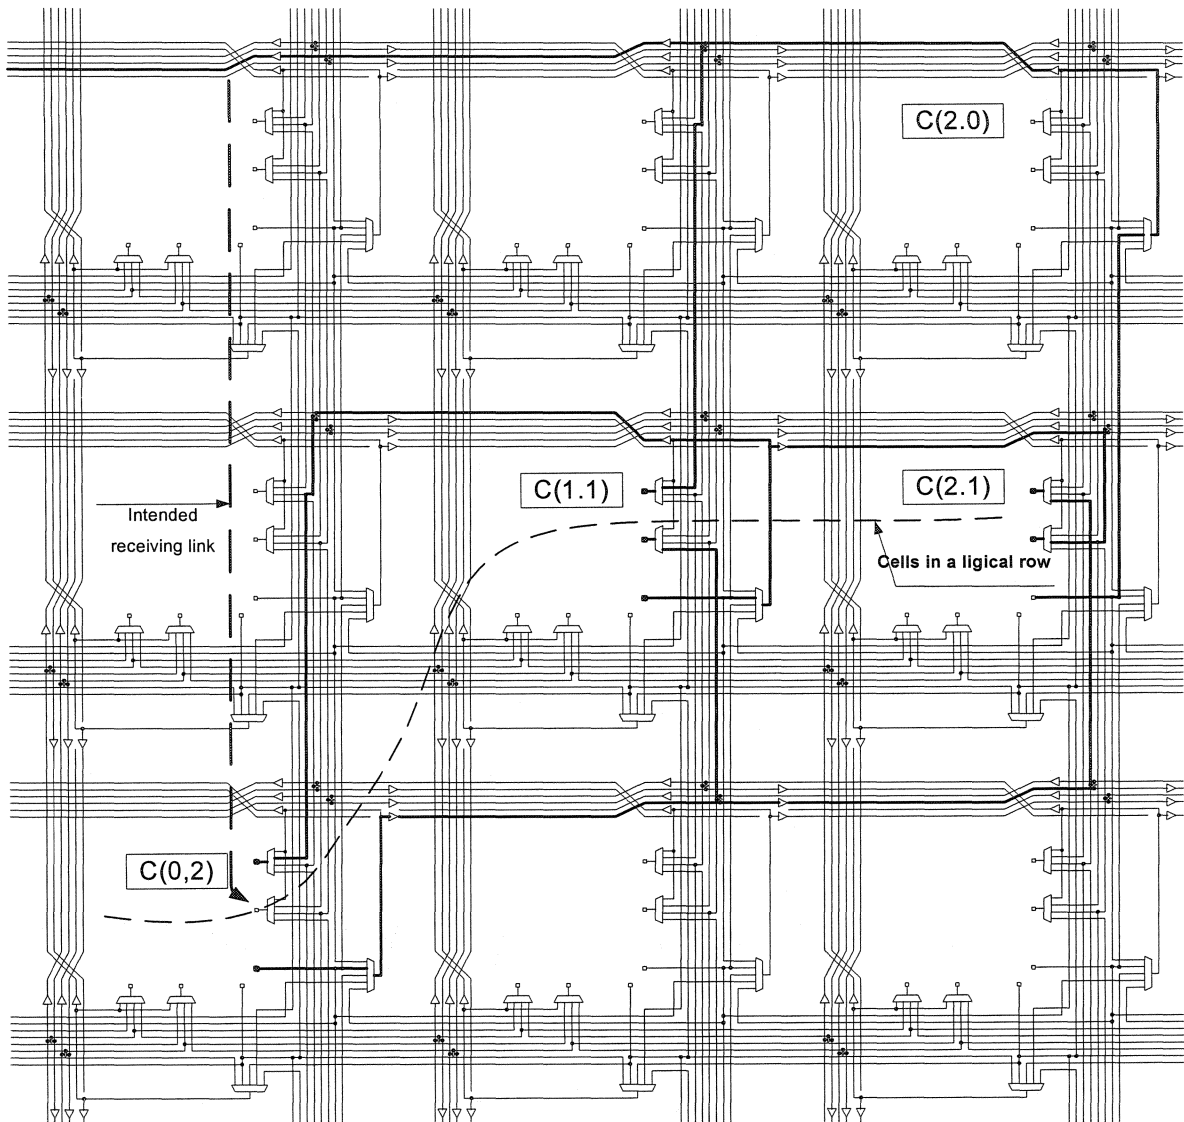 C(2.0)
C(1.1)
C(2.1)
Intended
receiving link
Cells in a ligical row
C(0,2)